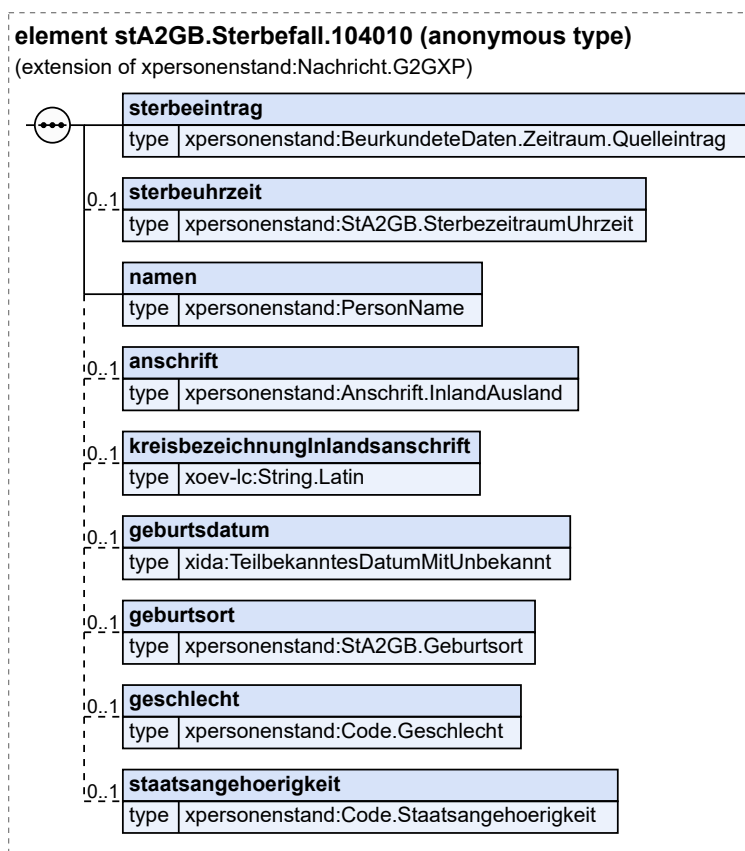 element stA2GB.Sterbefall.104010 (anonymous type)
(extension of xpersonenstand:Nachricht.G2GXP)
sterbeeintrag
type xpersonenstand:BeurkundeteDaten.Zeitraum.Quelleintrag
0..1 sterbeuhrzeit
type xpersonenstand:StA2GB.SterbezeitraumUhrzeit
namen
type xpersonenstand:PersonName
0..1 anschrift
type xpersonenstand:Anschrift.InlandAusland
0..1 kreisbezeichnungInlandsanschrift
type xoev-lc:String.Latin
0..1 geburtsdatum
type xida:TeilbekanntesDatumMitUnbekannt
0..1 geburtsort
type xpersonenstand:StA2GB.Geburtsort
0..1 geschlecht
type xpersonenstand:Code.Geschlecht
0..1 staatsangehoerigkeit
type xpersonenstand:Code.Staatsangehoerigkeit